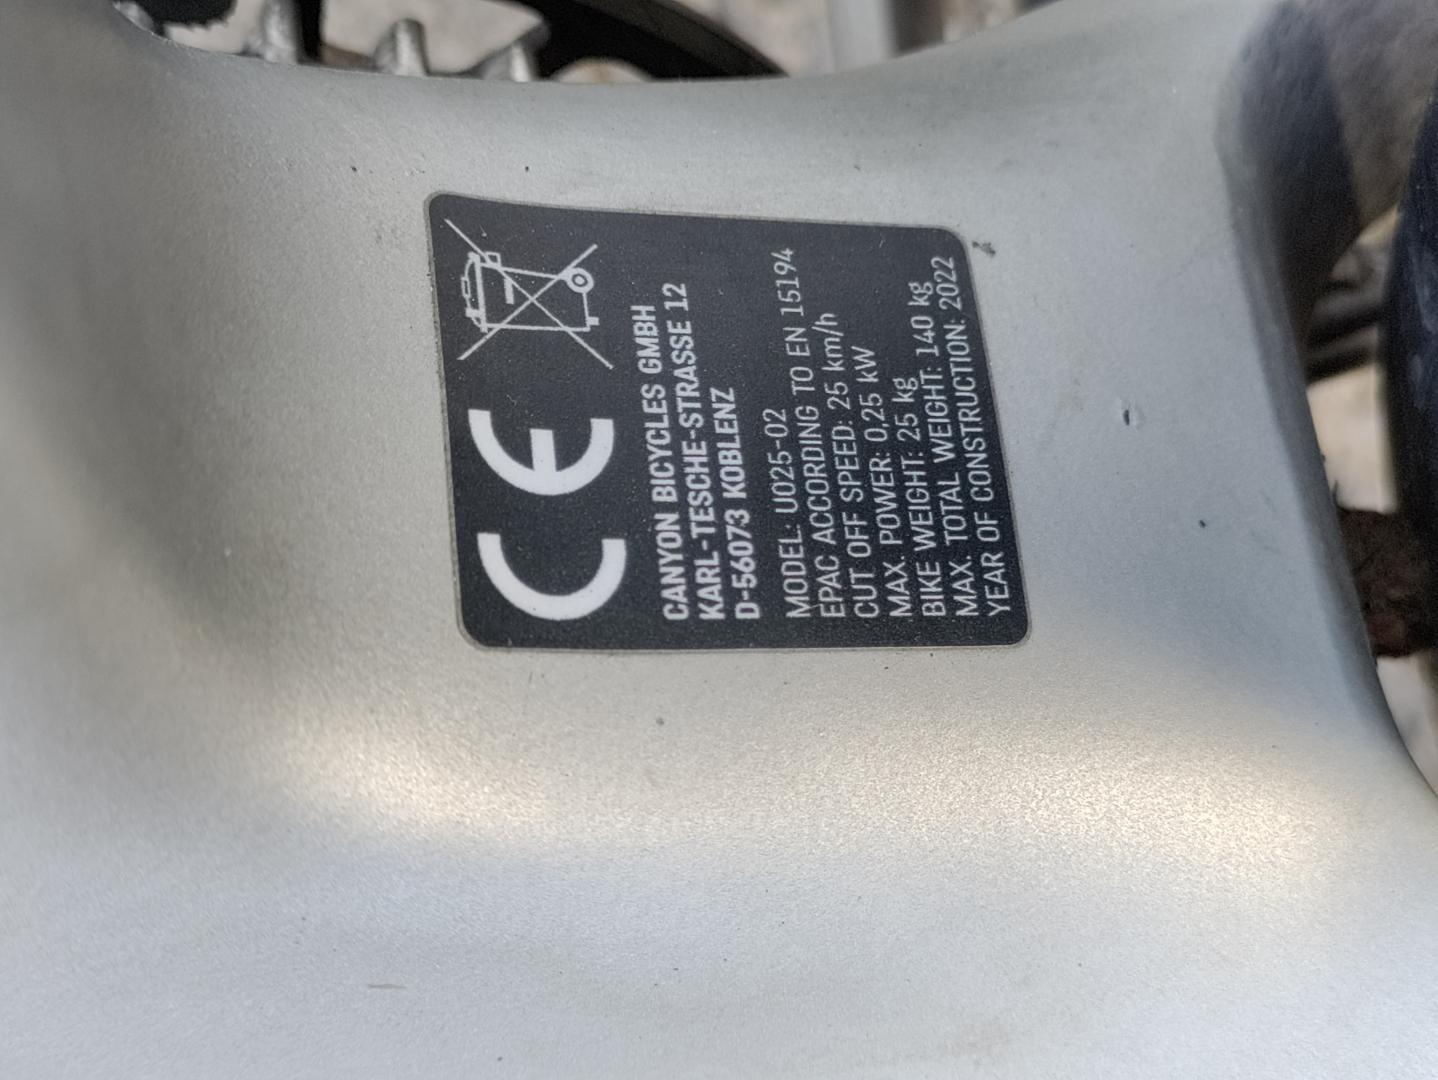 CE
CANYON BICYCLES GMBH
KARL-TESCHE-STRASSE 12
D-56073 KOBLENZ
MODEL: U025-02
EPAC ACCORDING TO EN 15194
CUT OFF SPEED: 25 km/h
MAX. POWER: 0,25 kW
BIKE WEIGHT: 25 kg
MAX. TOTAL WEIGHT: 140 kg
YEAR OF CONSTRUCTION: 2022